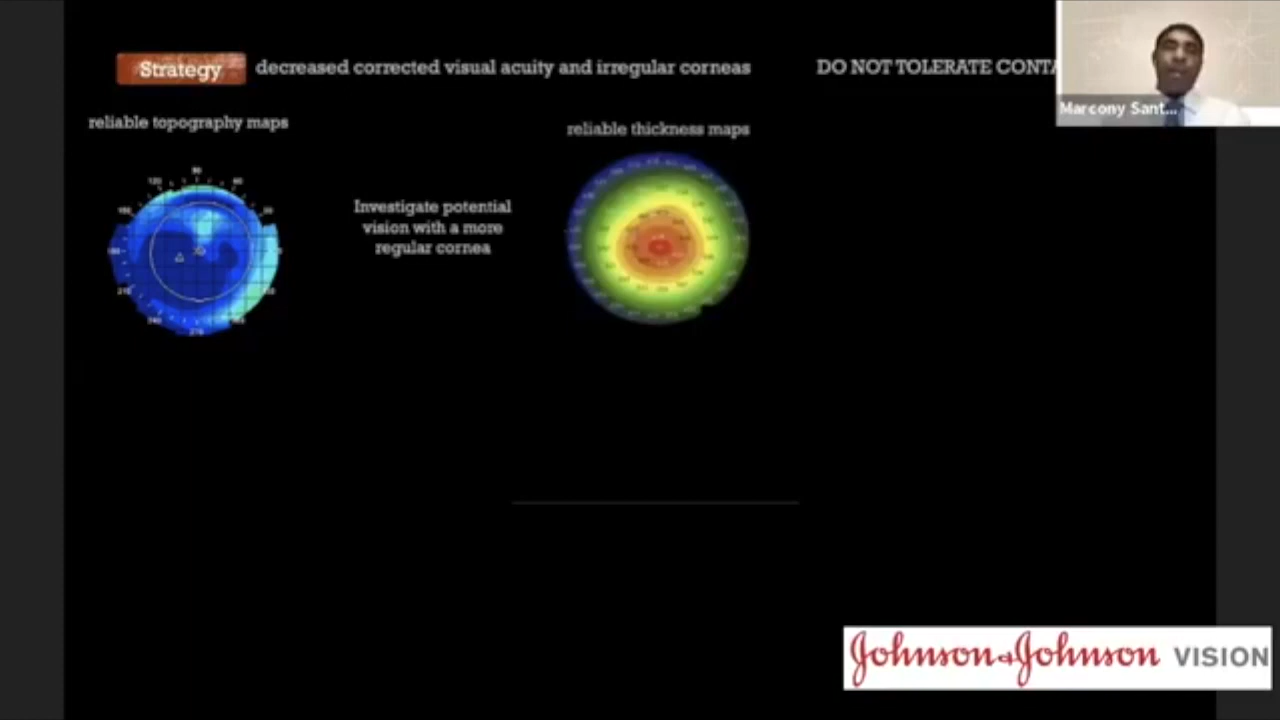 Strategy decreased corrected visual acuity and irregular corneas DO NOT TOLERATE CONTA
Marcony Sant...
reliable topography maps
reliable thickness maps
Investigate potential
vision with a more
regular cornea
Johnson & Johnson VISION